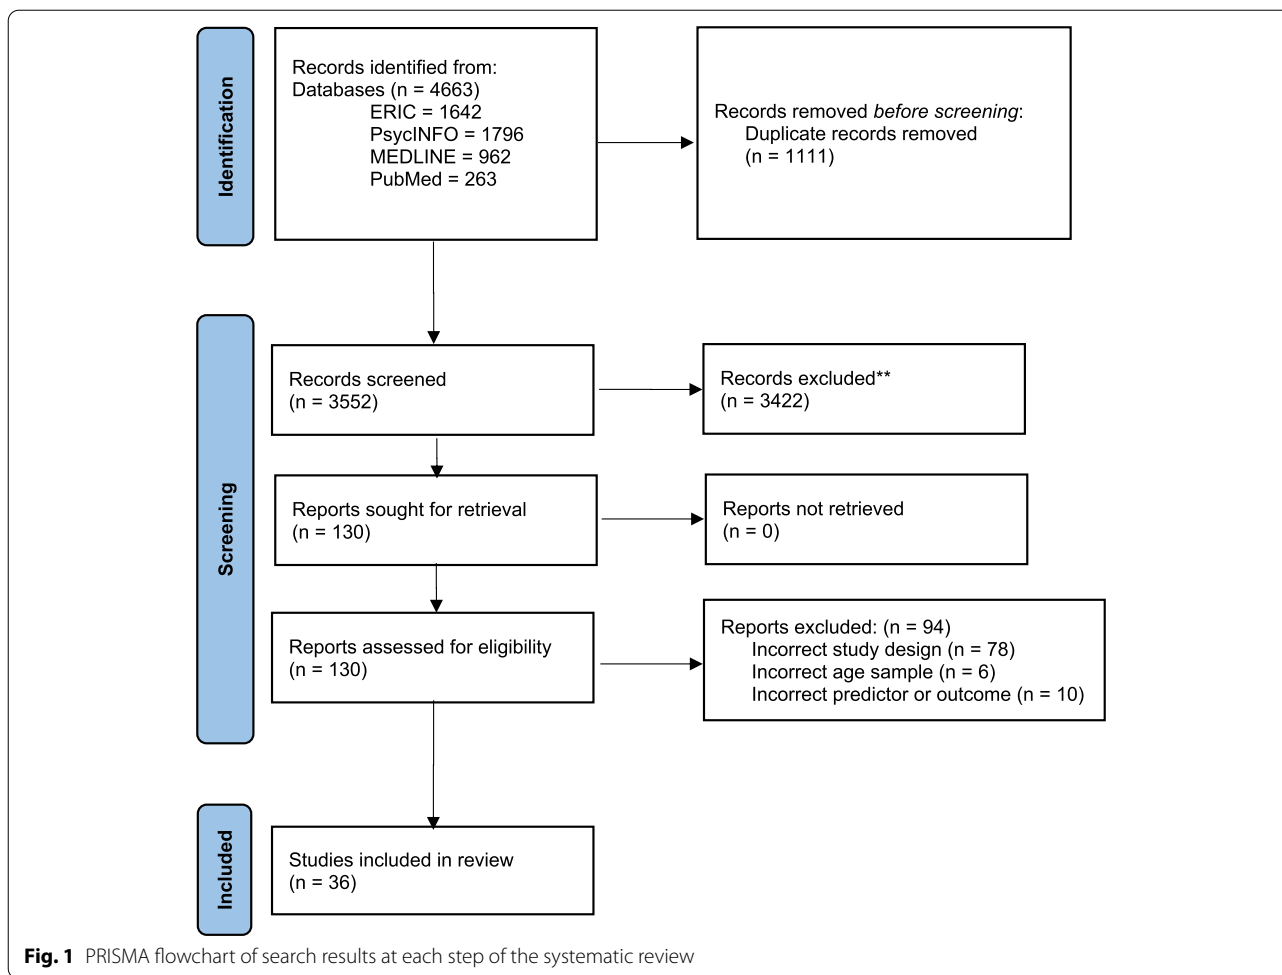 Identification
Records identified from:
Databases (n = 4663)
ERIC = 1642
PsycINFO = 1796
MEDLINE = 962
PubMed = 263
Records removed before screening:
Duplicate records removed
(n = 1111)
Screening
Records screened
(n = 3552)
Records excluded**
(n = 3422)
Reports sought for retrieval
(n = 130)
Reports not retrieved
(n = 0)
Reports assessed for eligibility
(n = 130)
Reports excluded: (n = 94)
Incorrect study design (n = 78)
Incorrect age sample (n = 6)
Incorrect predictor or outcome (n = 10)
Included
Studies included in review
(n = 36)
Fig. 1 PRISMA flowchart of search results at each step of the systematic review